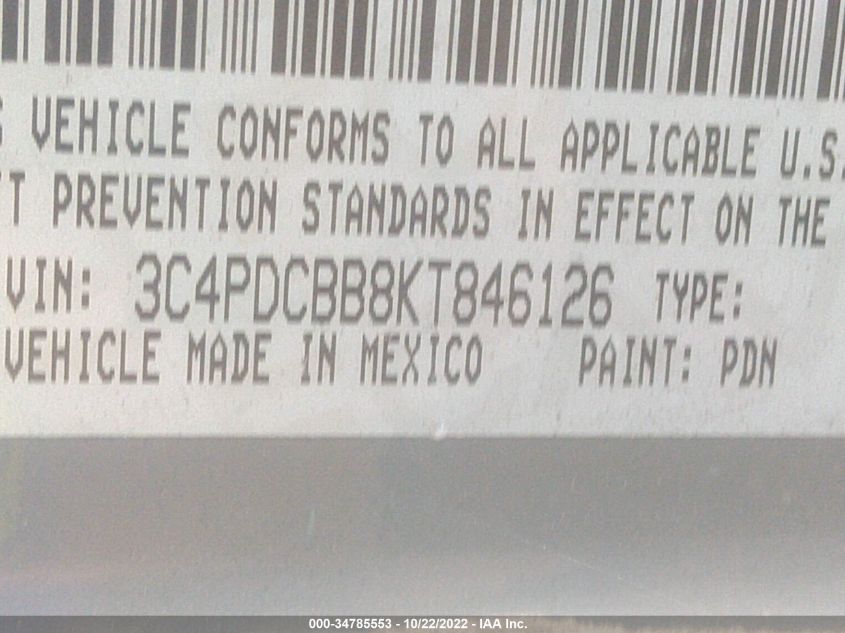 VEHICLE CONFORMS TO ALL APPLICABLE U.S.
PREVENTION STANDARDS IN EFFECT ON THE
VIN: 3C4PDCBB8KT846126 TYPE:
VEHICLE MADE IN MEXICO PAINT: PDN
000-34785553 - 10/22/2022 - IAA Inc.